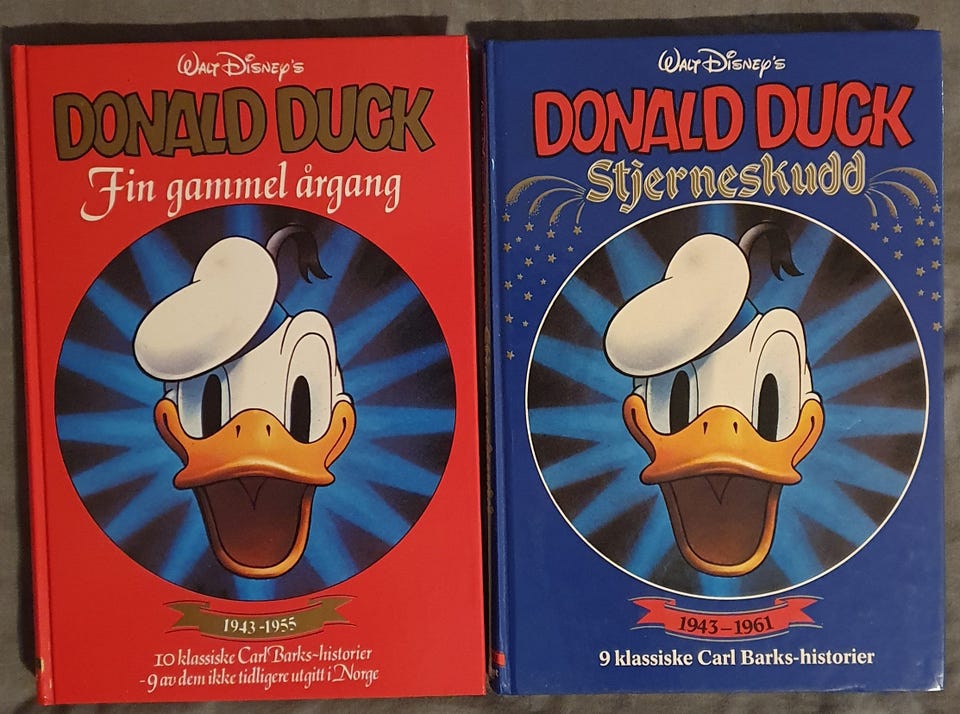 WALT DISNEY'S
DONALD DUCK
Fin gammel årgang
1943-1955
10 klassiske Carl Barks-historier
-9 av dem ikke tidligere utgitt i Norge
WALT DISNEY'S
DONALD DUCK
Stjerneskudd
1943-1961
9 klassiske Carl Barks-historier